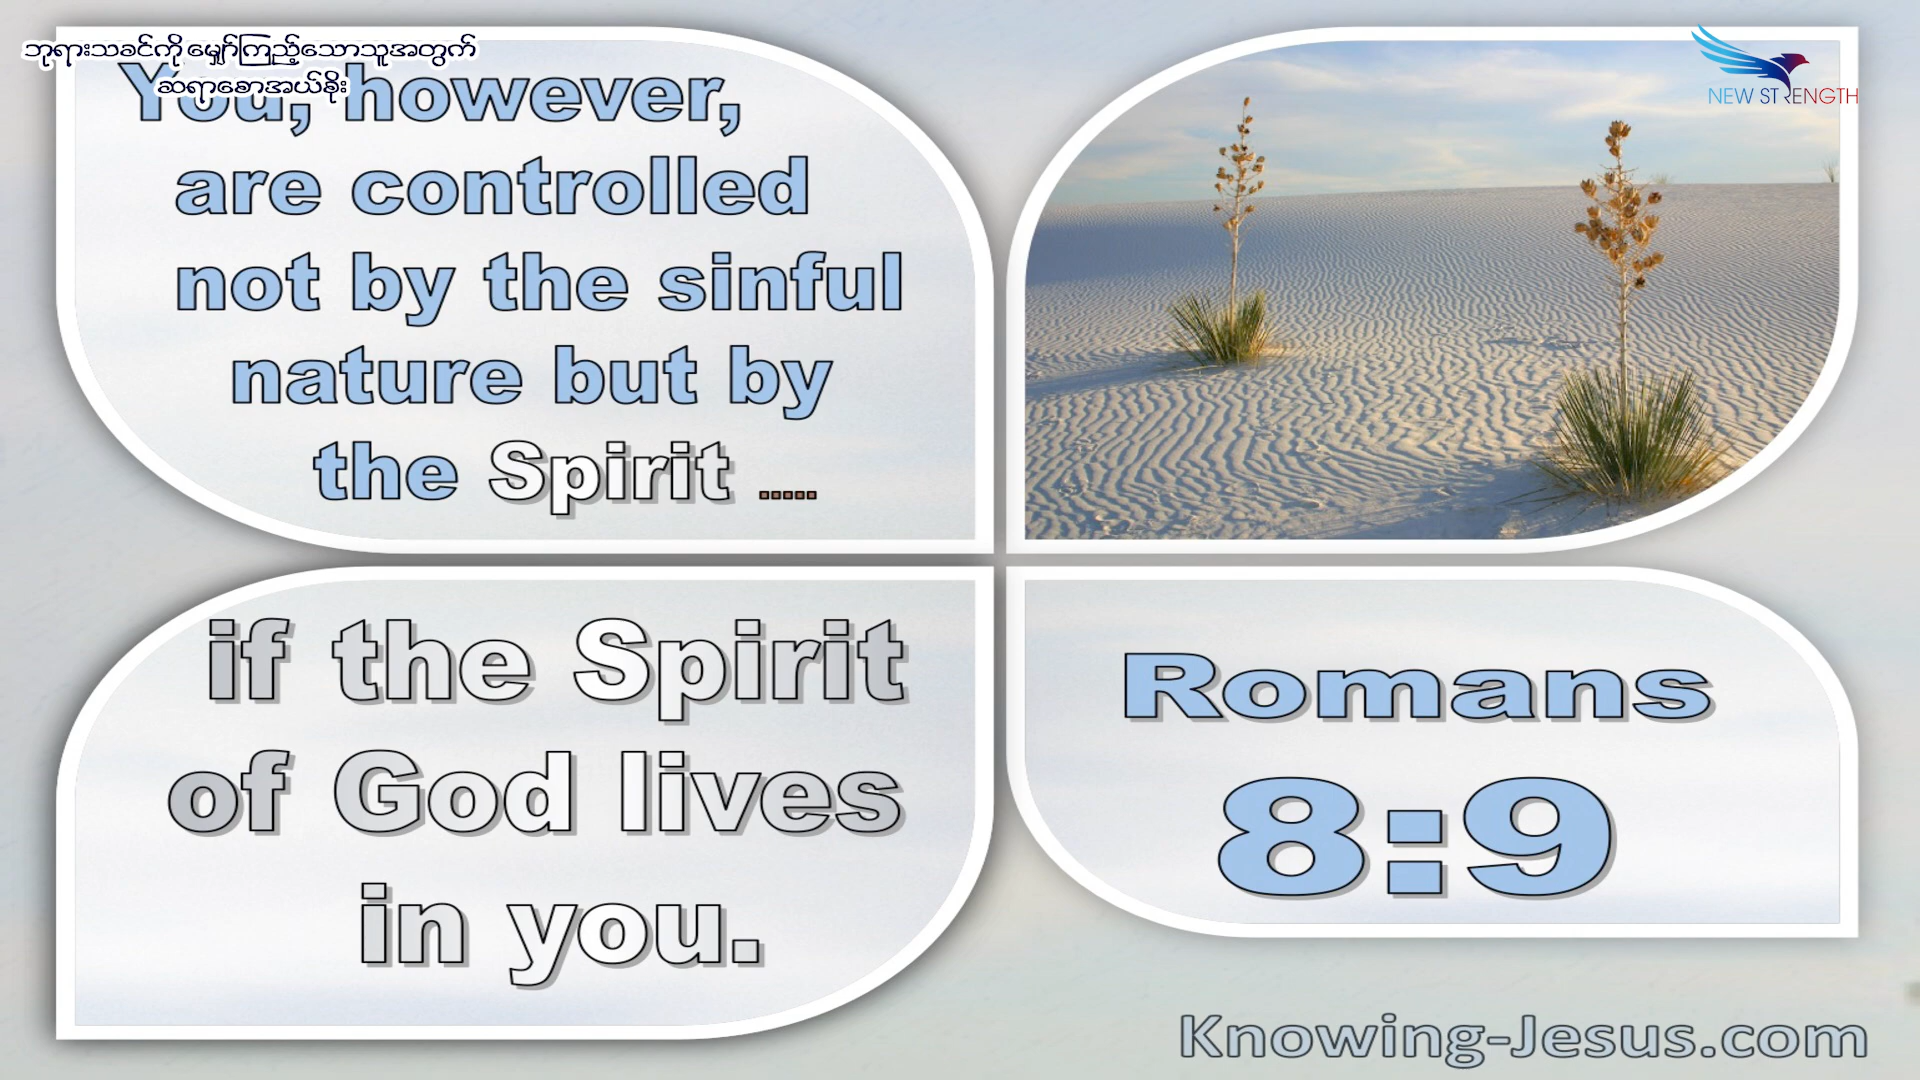 ဘုရားသခင်ကို မျှော်ကြည့်သောသူအတွက်
ဆရာစောအယ်ခိုး
You, however,
are controlled
not by the sinful
nature but by
the Spirit .....
if the Spirit
of God lives
in you.
NEW STRENGTH
Romans
8:9
Knowing-Jesus.com